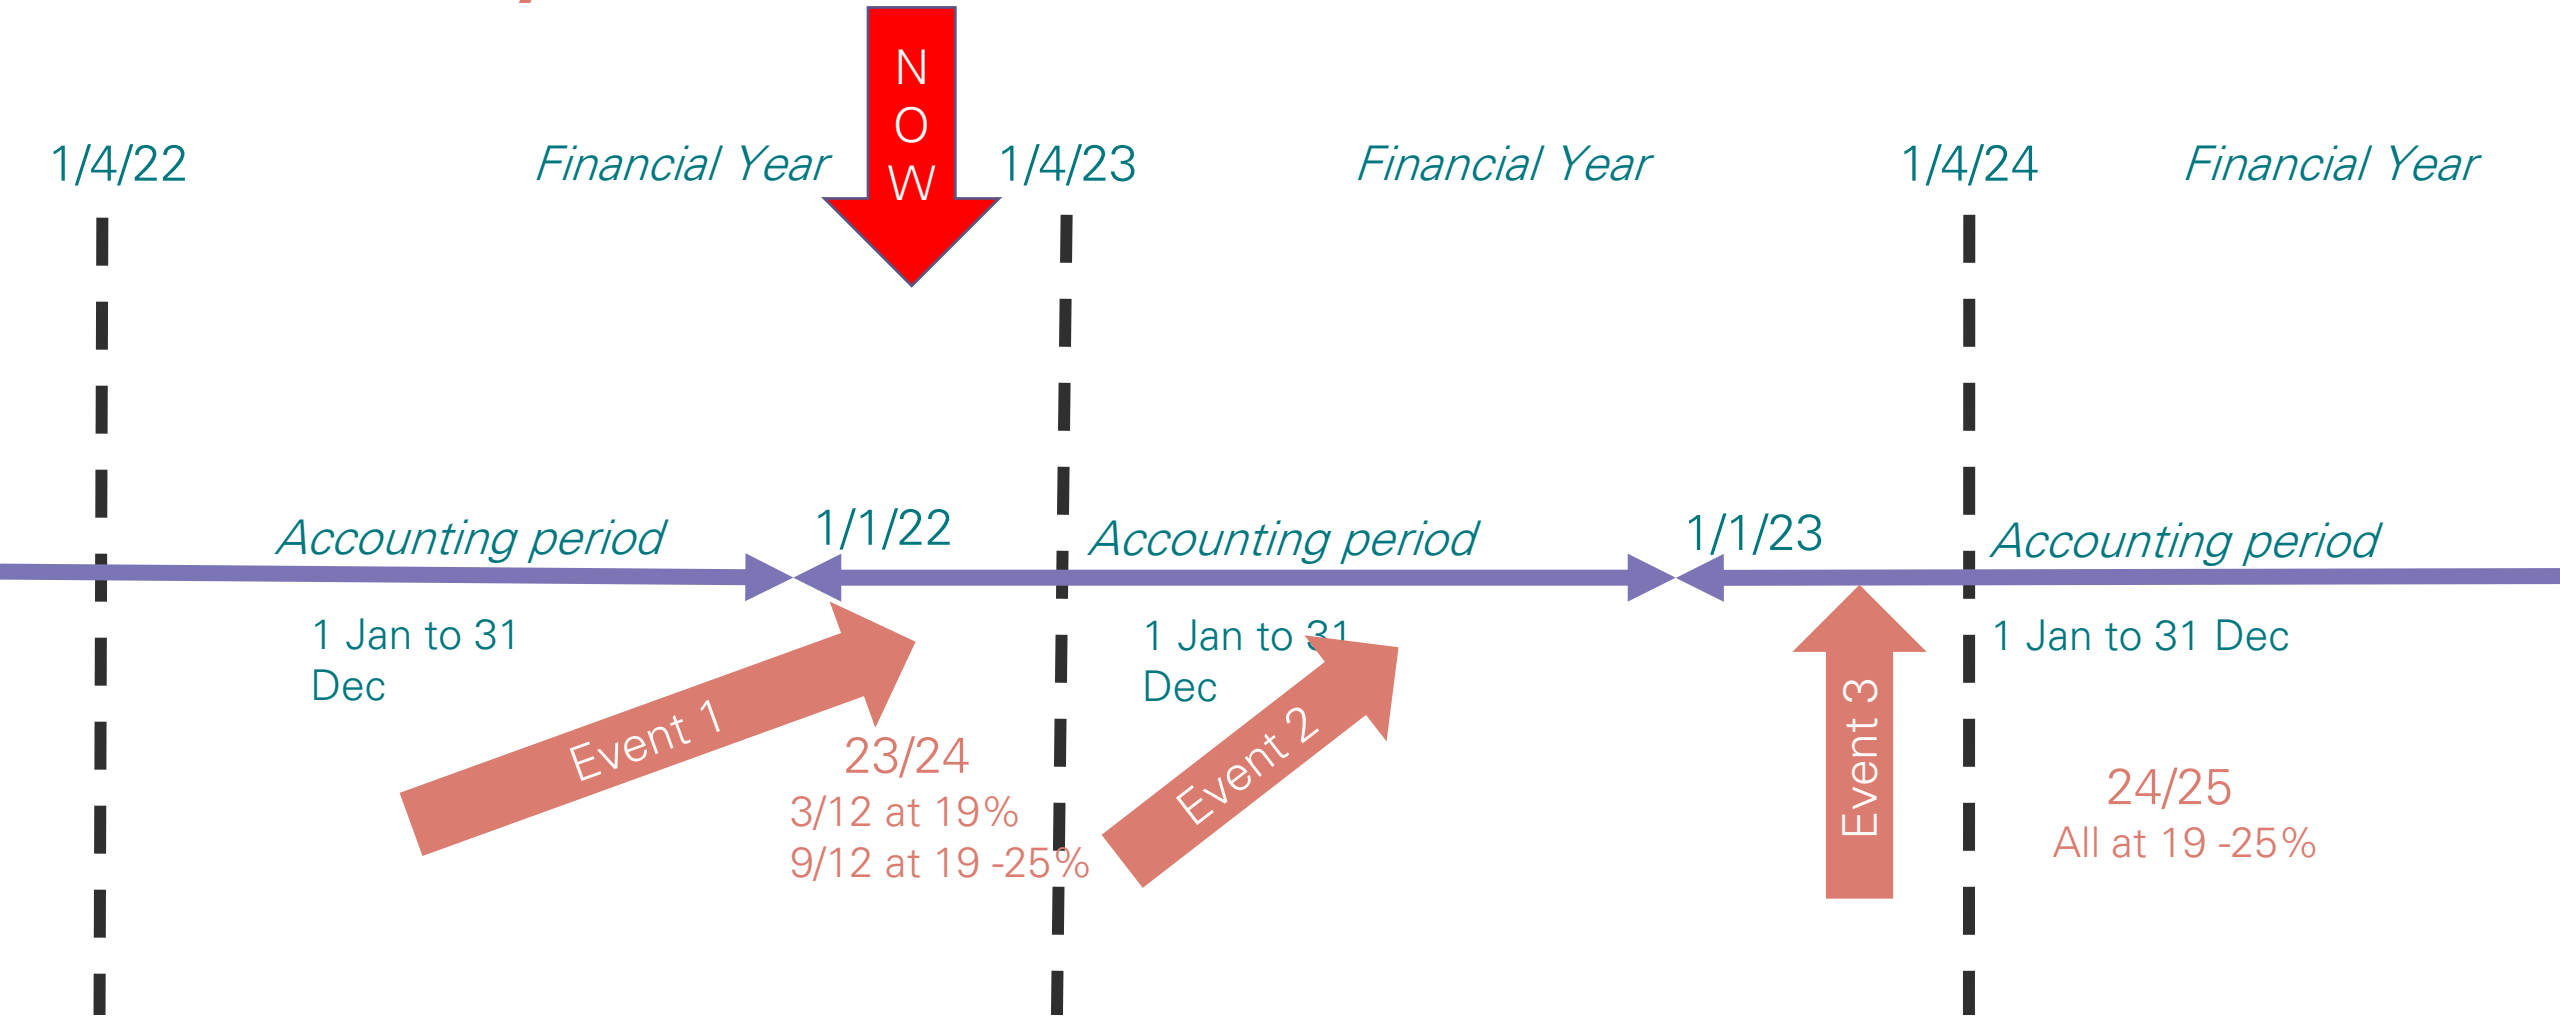 NOW
1/4/22
Financial Year
1/4/23
Financial Year
1/4/24
Financial Year
Accounting period
1/1/22
Accounting period
1/1/23
Accounting period
1 Jan to 31
Dec
1 Jan to 31
Dec
1 Jan to 31 Dec
Event 1
Event 2
Event 3
23/24
3/12 at 19%
9/12 at 19 -25%
24/25
All at 19 -25%